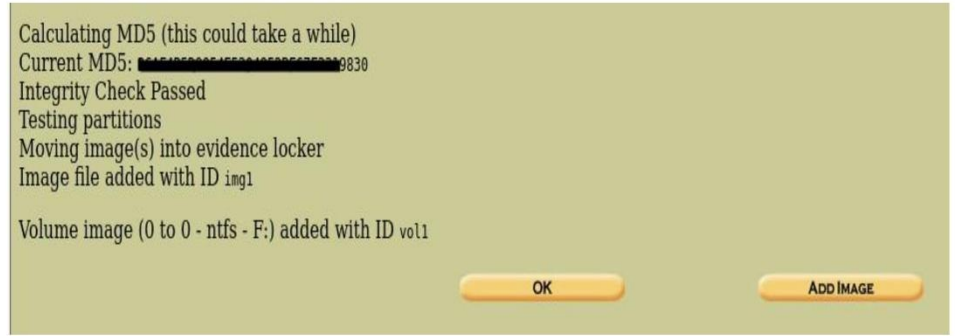 Calculating MD5 (this could take a while)
Current MD5: 9830
Integrity Check Passed
Testing partitions
Moving image(s) into evidence locker
Image file added with ID img1
Volume image (0 to 0 - ntfs - F:) added with ID vol1
OK
ADD IMAGE